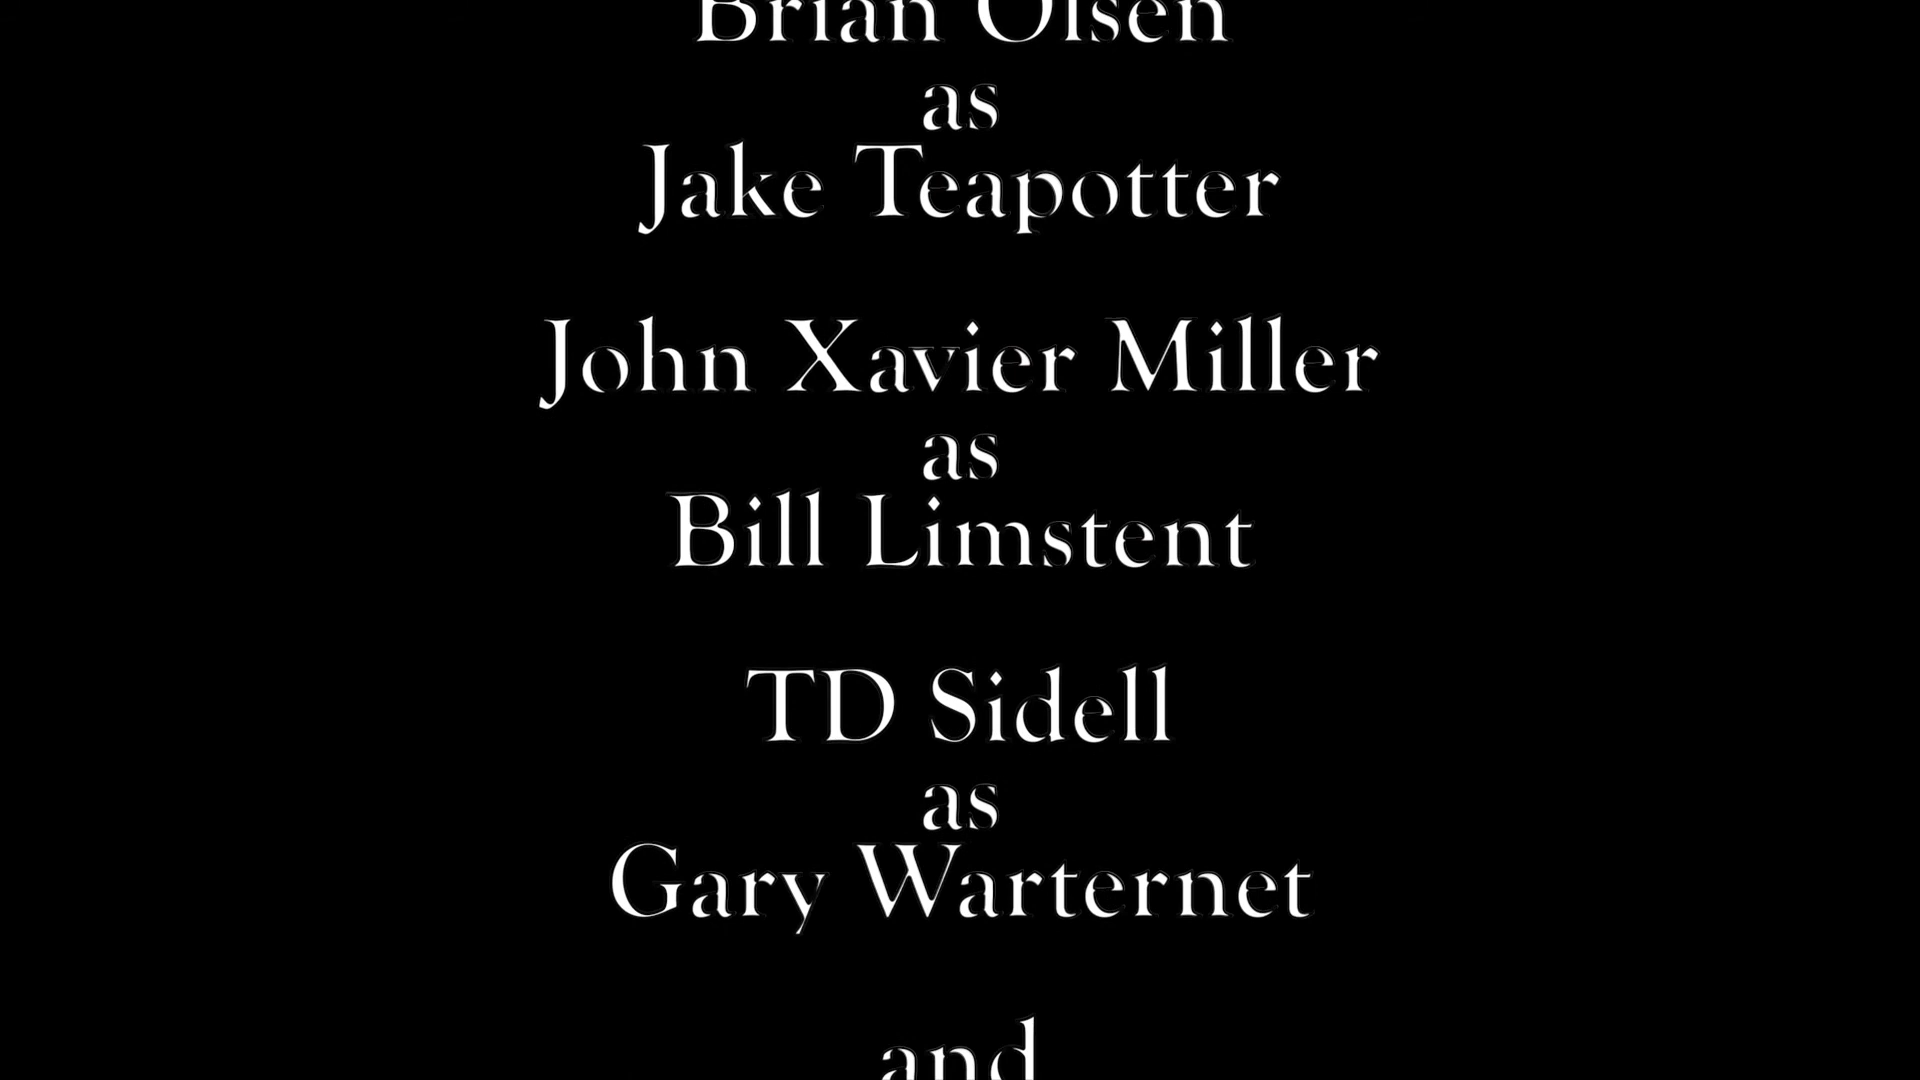 Brian Olsen
as
Jake Teapotter
John Xavier Miller
as
Bill Limstent
TD Sidell
as
Gary Warternet
and